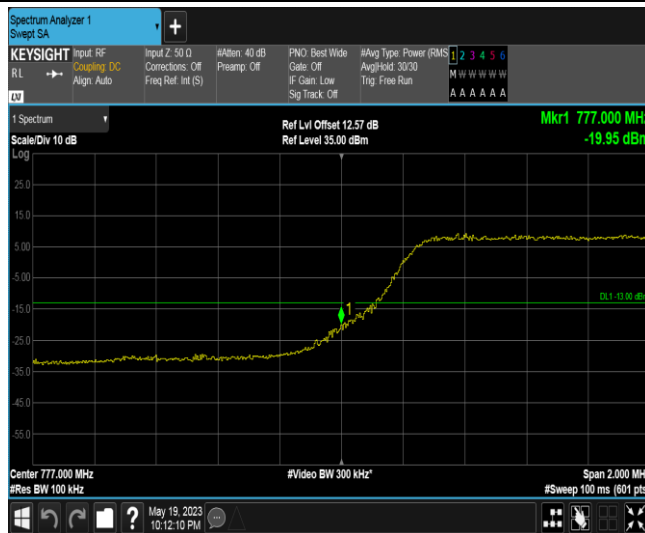 Spectrum Analyzer 1
Swept SA
KEYSIGHT
RL
Input: RF
Coupling: DC
Align: Auto
Input Z: 50 Ω
Corrections: Off
Freq Ref: Int (S)
#Atten: 40 dB
Preamp: Off
PNO: Best Wide
Gate: Off
IF Gain: Low
Sig Track: Off
#Avg Type: Power (RMS
Avg|Hold: 30/30
Trig: Free Run
1 2 3 4 5 6
M W W W W W
A A A A A A
1 Spectrum
Scale/Div 10 dB
Log
Ref Lvl Offset 12.57 dB
Ref Level 35.00 dBm
Mkr1 777.000 MHz
-19.95 dBm
25.0
15.0
5.00
-5.00
-15.0
-25.0
-35.0
-45.0
-55.0
1
DL1 -13.00 dBm
Center 777.000 MHz
#Res BW 100 kHz
#Video BW 300 kHz*
Span 2.000 MH
#Sweep 100 ms (601 pts
May 19, 2023
10:12:10 PM